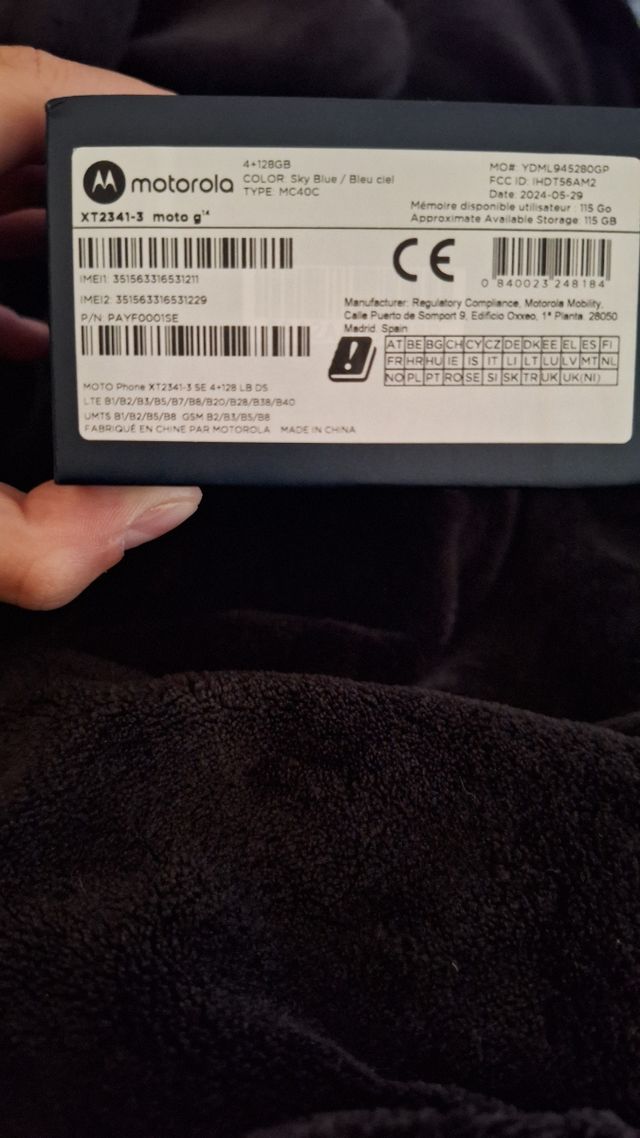 motorola
4+128GB
COLOR: Sky Blue / Bleu ciel
TYPE: MC40C
MO#: YDML945280GP
FCC ID: IHDT56AM2
Date: 2024-05-29
Mémoire disponible utilisateur : 115 Go
Approximate Available Storage: 115 GB
XT2341-3 moto g14
IMEI1: 351563316531211
IMEI2: 351563316531229
P/N: PAYF0001SE
CE
0 840023 248184
Manufacturer: Regulatory Compliance, Motorola Mobility,
Calle Puerto de Somport 9, Edificio Oxxeo, 1ª Planta. 28050
Madrid. Spain
AT BE BG CH CY CZ DE DK EE EL ES FI
FR HR HU IE IS IT LI LT LU LV MT NL
NO PL PT RO SE SI SK TR UK UK(NI)
MOTO Phone XT2341-3 SE 4+128 LB DS
LTE B1/B2/B3/B5/B7/B8/B20/B28/B38/B40
UMTS B1/B2/B5/B8 GSM B2/B3/B5/B8
FABRIQUÉ EN CHINE PAR MOTOROLA MADE IN CHINA